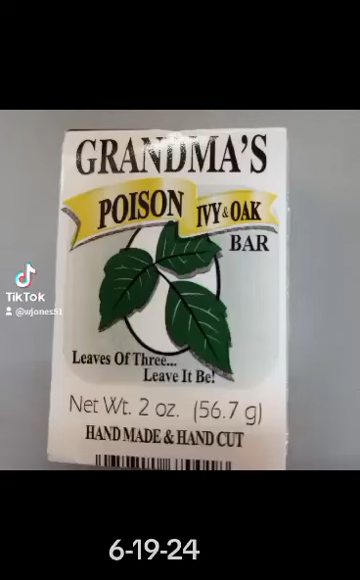 GRANDMA'S
POISON IVY & OAK
BAR
TikTok
@wjones51
Leaves Of Three...
Leave It Be!
Net Wt. 2 oz. (56.7 g)
HAND MADE & HAND CUT
6-19-24